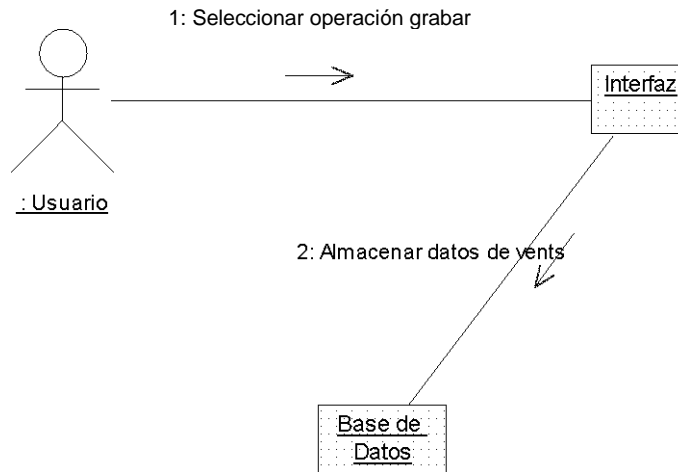 1: Seleccionar operación grabar
Interfaz
: Usuario
2: Almacenar datos de vents
Base de
Datos